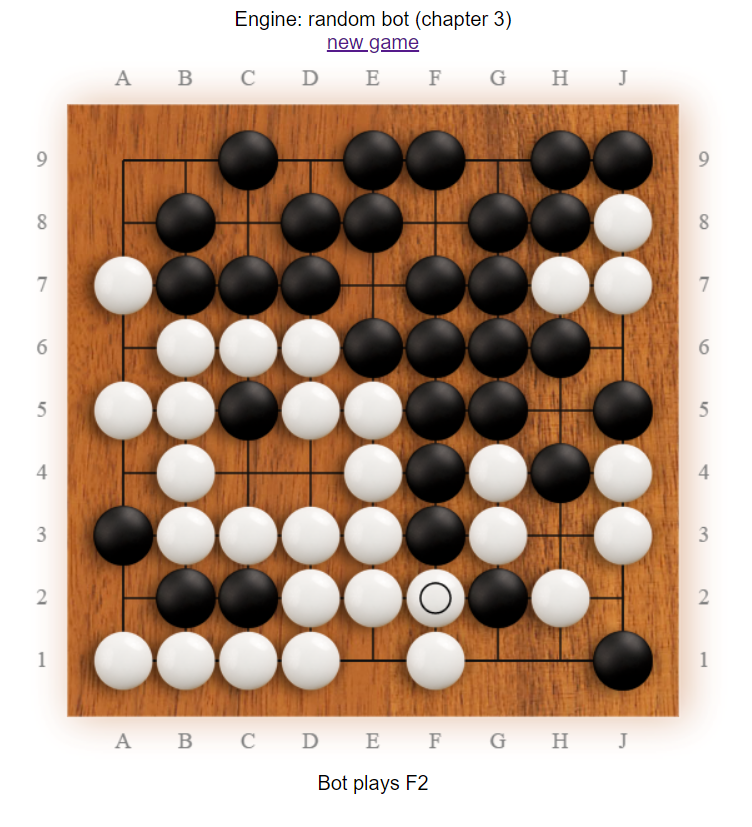 Engine: random bot (chapter 3)
new game
A B C D E F G H J
9 9
8 8
7 7
6 6
5 5
4 4
3 3
2 2
1 1
A B C D E F G H J
Bot plays F2